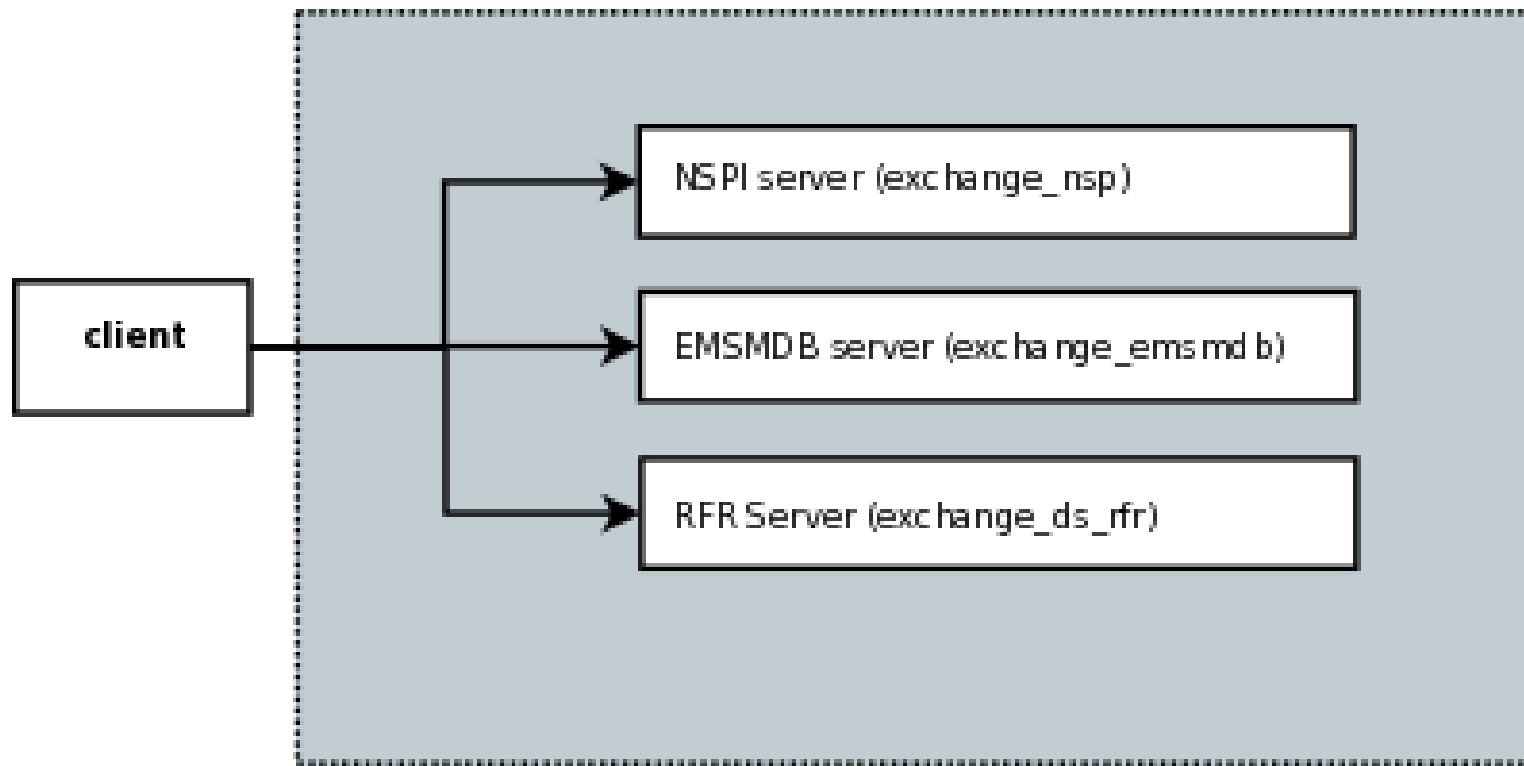 NSPI server (exchange_nsp)
client
EMSMDB server (exchange_emsmdb)
RFR Server (exchange_ds_rfr)